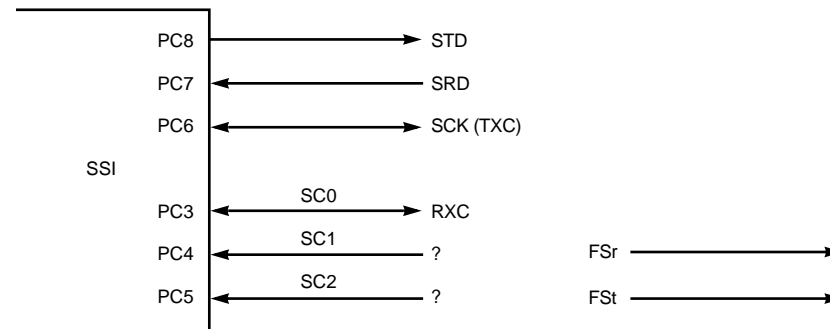 PC8 STD
PC7 SRD
PC6 SCK (TXC)
SSI
PC3 SC0 RXC
PC4 SC1 ? FSr
PC5 SC2 ? FSt